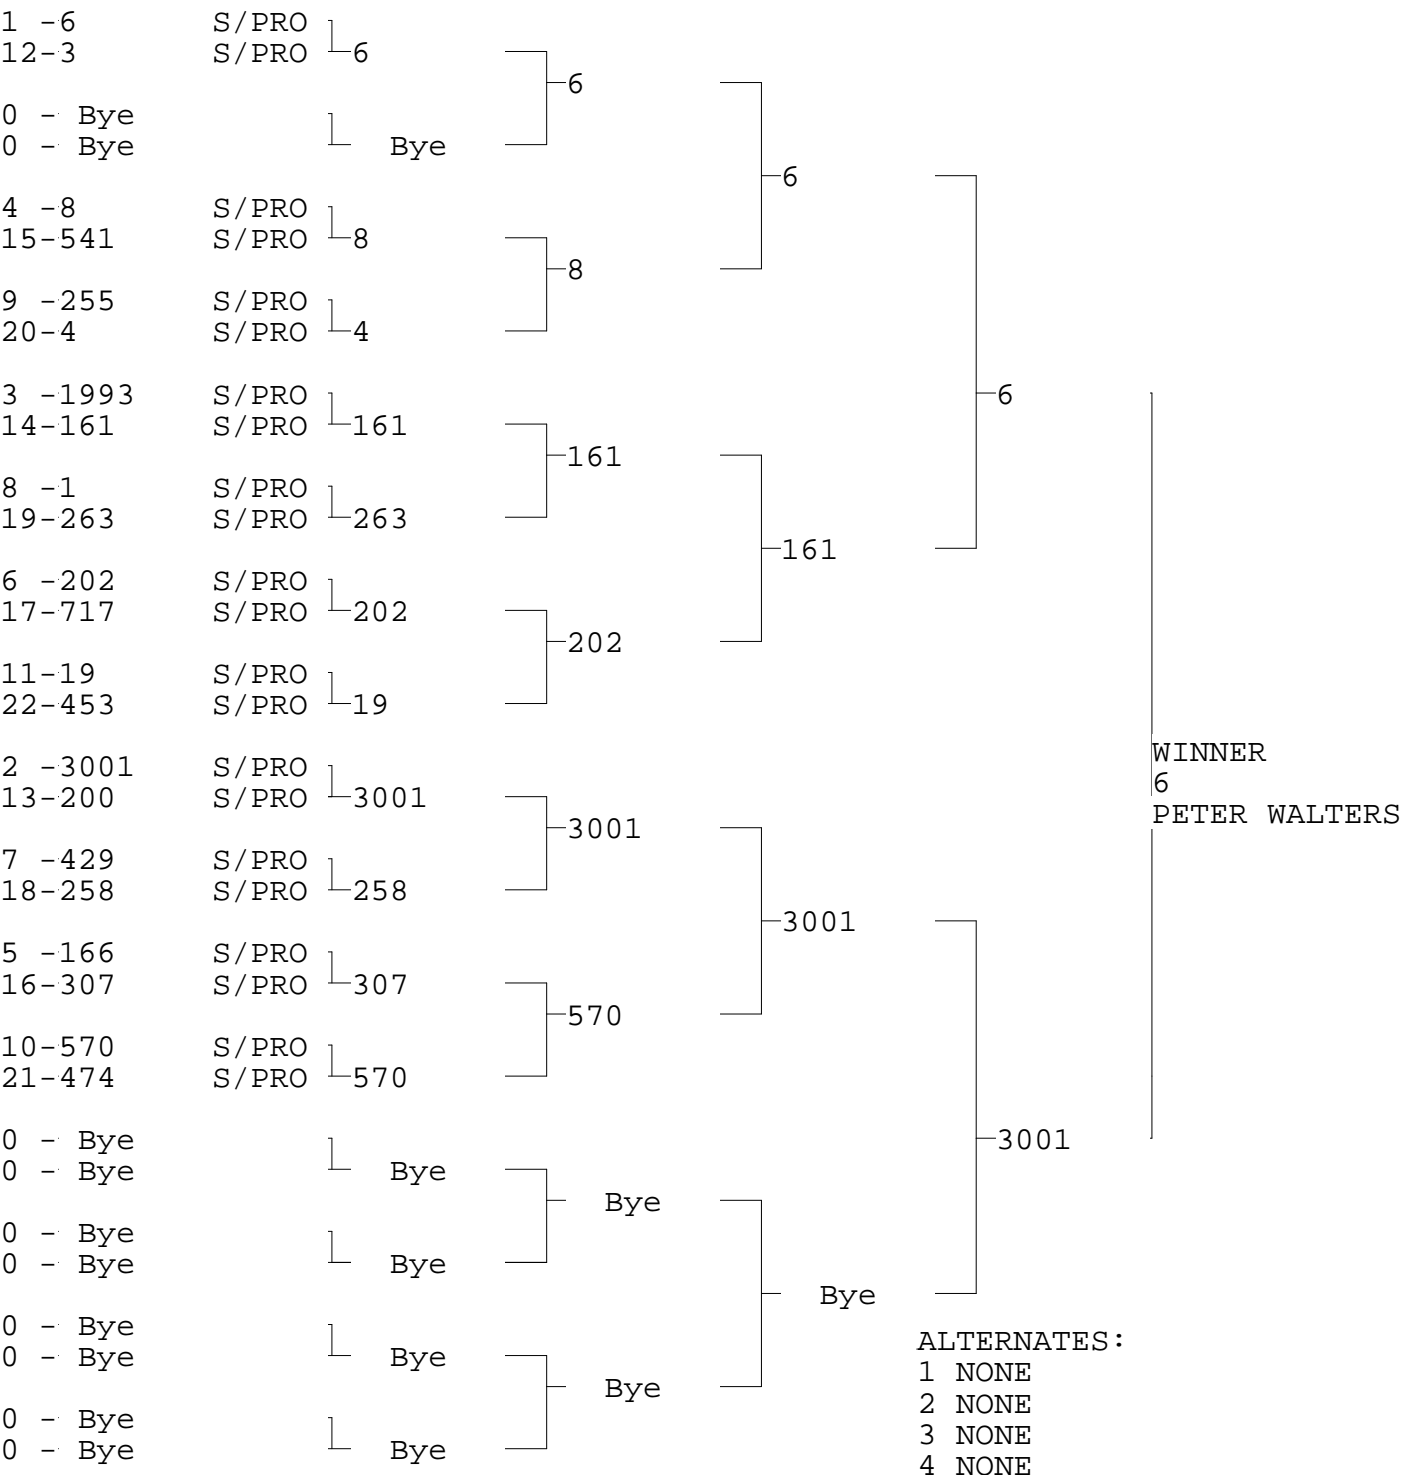 1 -6 S/PRO
12-3 S/PRO 6
6
0 - Bye
0 - Bye Bye
6
4 -8 S/PRO
15-541 S/PRO 8
8
9 -255 S/PRO
20-4 S/PRO 4
3 -1993 S/PRO 6
14-161 S/PRO 161
161
8 -1 S/PRO
19-263 S/PRO 263
161
6 -202 S/PRO
17-717 S/PRO 202
202
11-19 S/PRO
22-453 S/PRO 19
WINNER
2 -3001 S/PRO
6
13-200 S/PRO 3001
PETER WALTERS
3001
7 -429 S/PRO
18-258 S/PRO 258
3001
5 -166 S/PRO
16-307 S/PRO 307
570
10-570 S/PRO
21-474 S/PRO 570
0 - Bye 3001
0 - Bye Bye
Bye
0 - Bye
0 - Bye Bye
Bye
0 - Bye
ALTERNATES:
0 - Bye Bye
1 NONE
Bye
2 NONE
0 - Bye
3 NONE
0 - Bye Bye
4 NONE